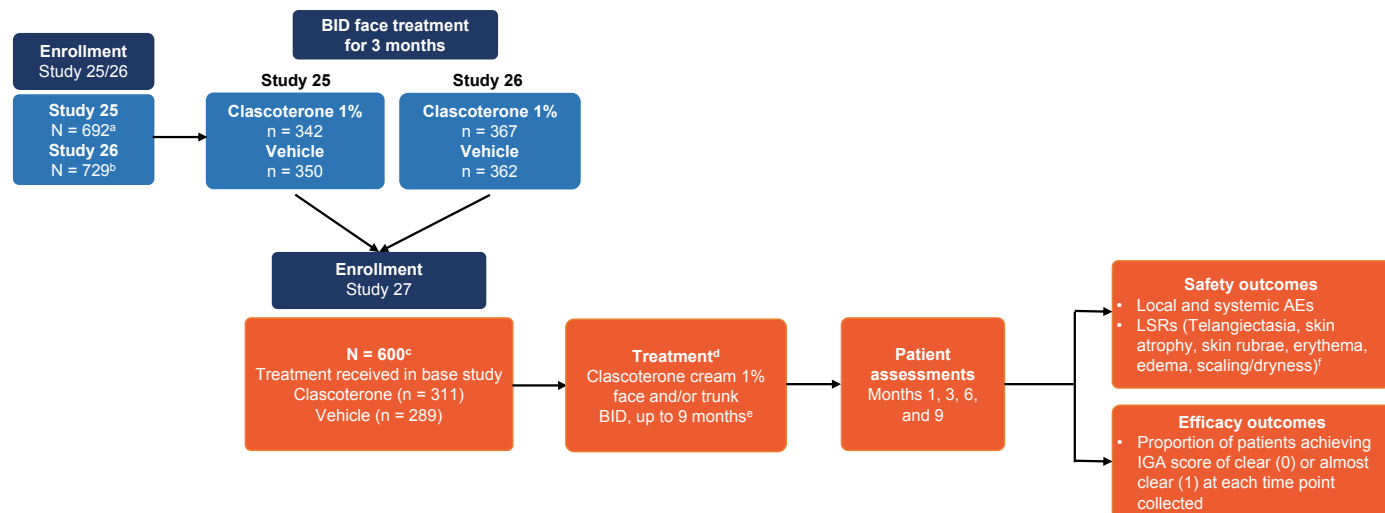 BID face treatment
for 3 months
Enrollment
Study 25/26
Study 25
N = 692ᵃ
Study 26
N = 729ᵇ
Study 25
Clascoterone 1%
n = 342
Vehicle
n = 350
Study 26
Clascoterone 1%
n = 367
Vehicle
n = 362
Enrollment
Study 27
N = 600ᶜ
Treatment received in base study
Clascoterone (n = 311)
Vehicle (n = 289)
Treatmentᵈ
Clascoterone cream 1%
face and/or trunk
BID, up to 9 monthsᵉ
Patient
assessments
Months 1, 3, 6,
and 9
Safety outcomes
• Local and systemic AEs
• LSRs (Telangiectasia, skin
atrophy, skin rubrae, erythema,
edema, scaling/dryness)ᶠ
Efficacy outcomes
• Proportion of patients achieving
IGA score of clear (0) or almost
clear (1) at each time point
collected